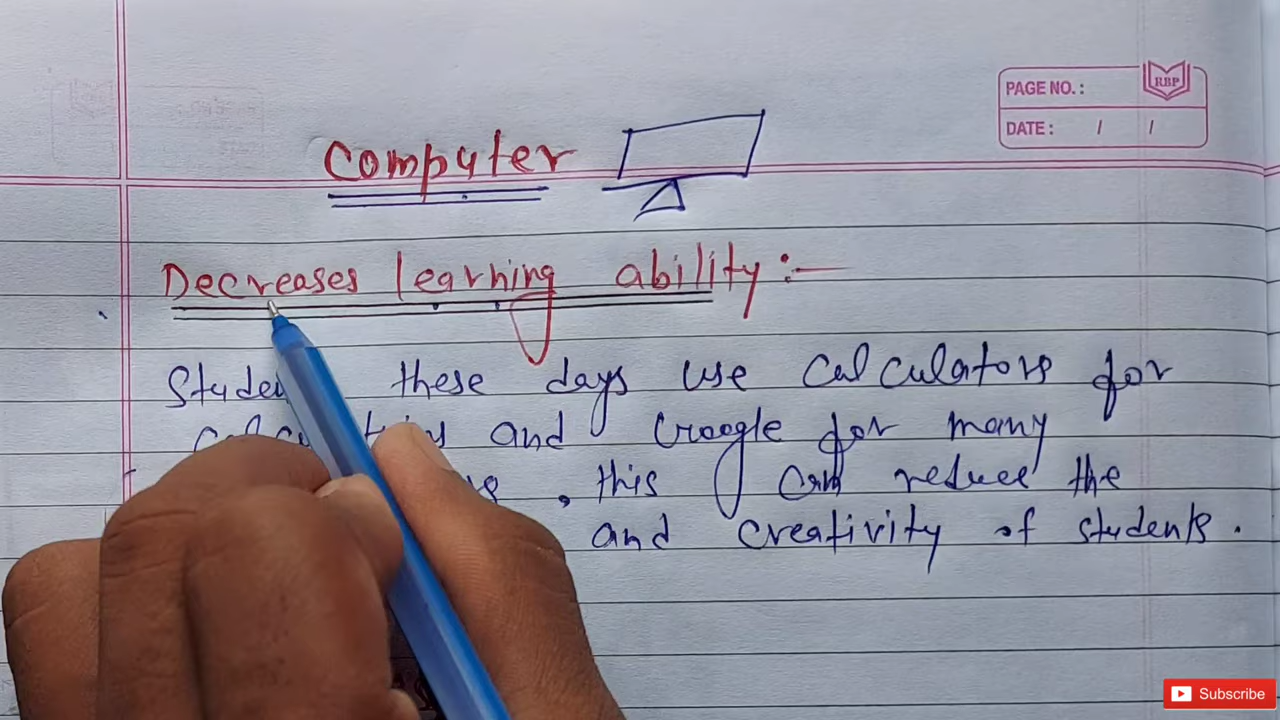 PAGE NO. :
RBP
DATE : / /
Computer
Decreases learning ability :-
these days use calculators for
and Google for many
, this can reduce the
and creativity of students.
Subscribe